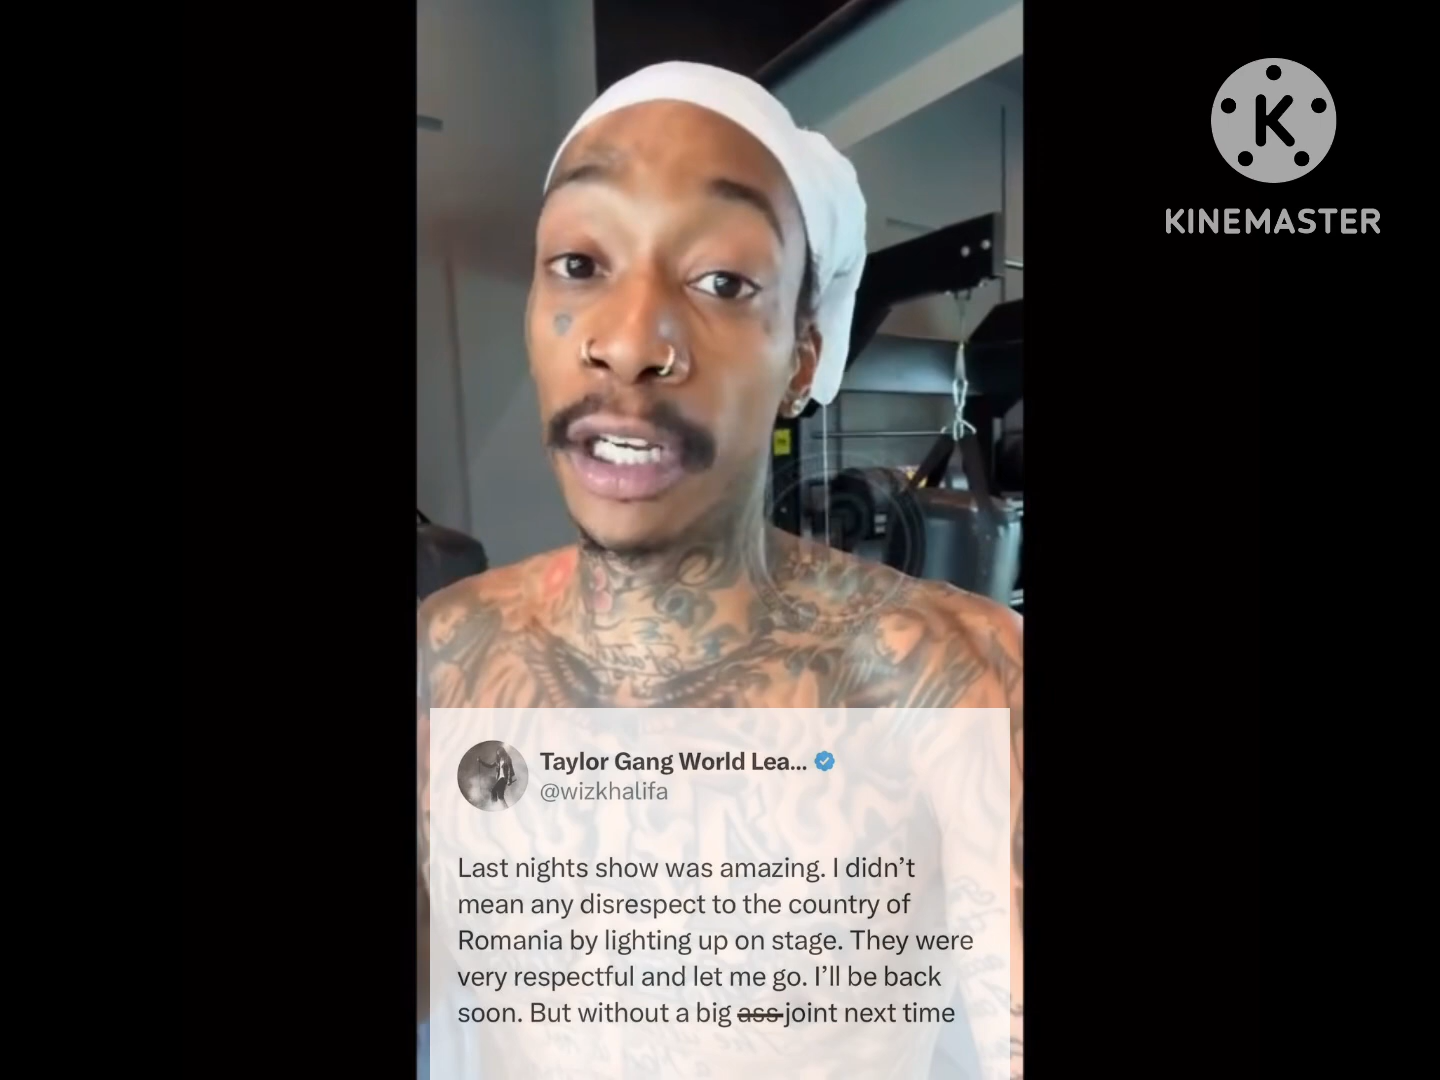 K
KINEMASTER
Taylor Gang World Lea...
@wizkhalifa
Last nights show was amazing. I didn’t
mean any disrespect to the country of
Romania by lighting up on stage. They were
very respectful and let me go. I’ll be back
soon. But without a big ass joint next time